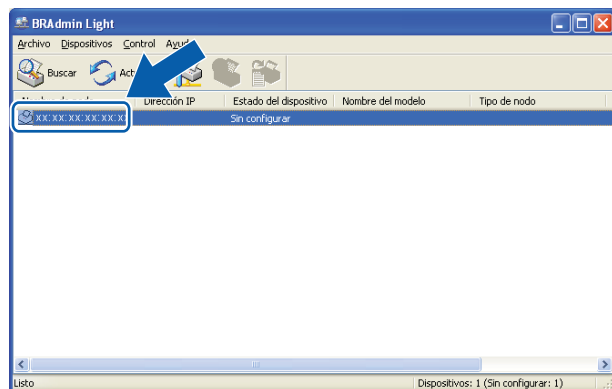 BRAdmin Light
Archivo Dispositivos Control
Buscar
Dirección IP Estado del dispositivo Nombre del modelo Tipo de nodo
xx:xx:xx:xx:xx:x Sin configurar
Listo Dispositivos: 1 (Sin configurar: 1)